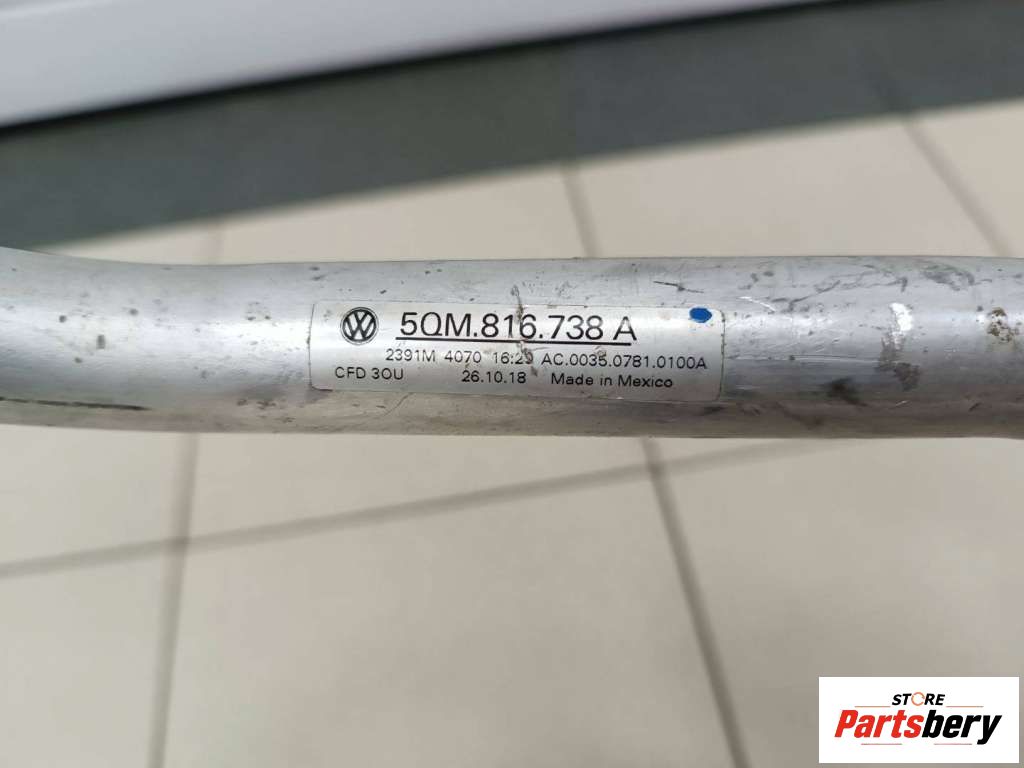 5QM.816.738 A
2391M 4070 16:29 AC.0035.0781.0100A
CFD 3OU 26.10.18 Made in Mexico
STORE
Partsbery